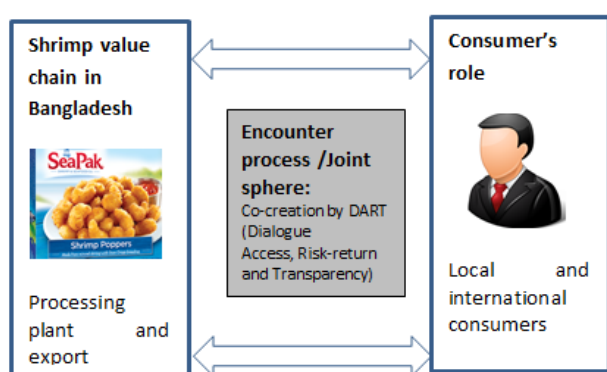 Shrimp value
chain in
Bangladesh
SeaPak
Shrimp Poppers
Processing
plant and
export
Encounter
process /Joint
sphere:
Co-creation by DART
(Dialogue
Access, Risk-return
and Transparency)
Consumer's
role
Local and
international
consumers